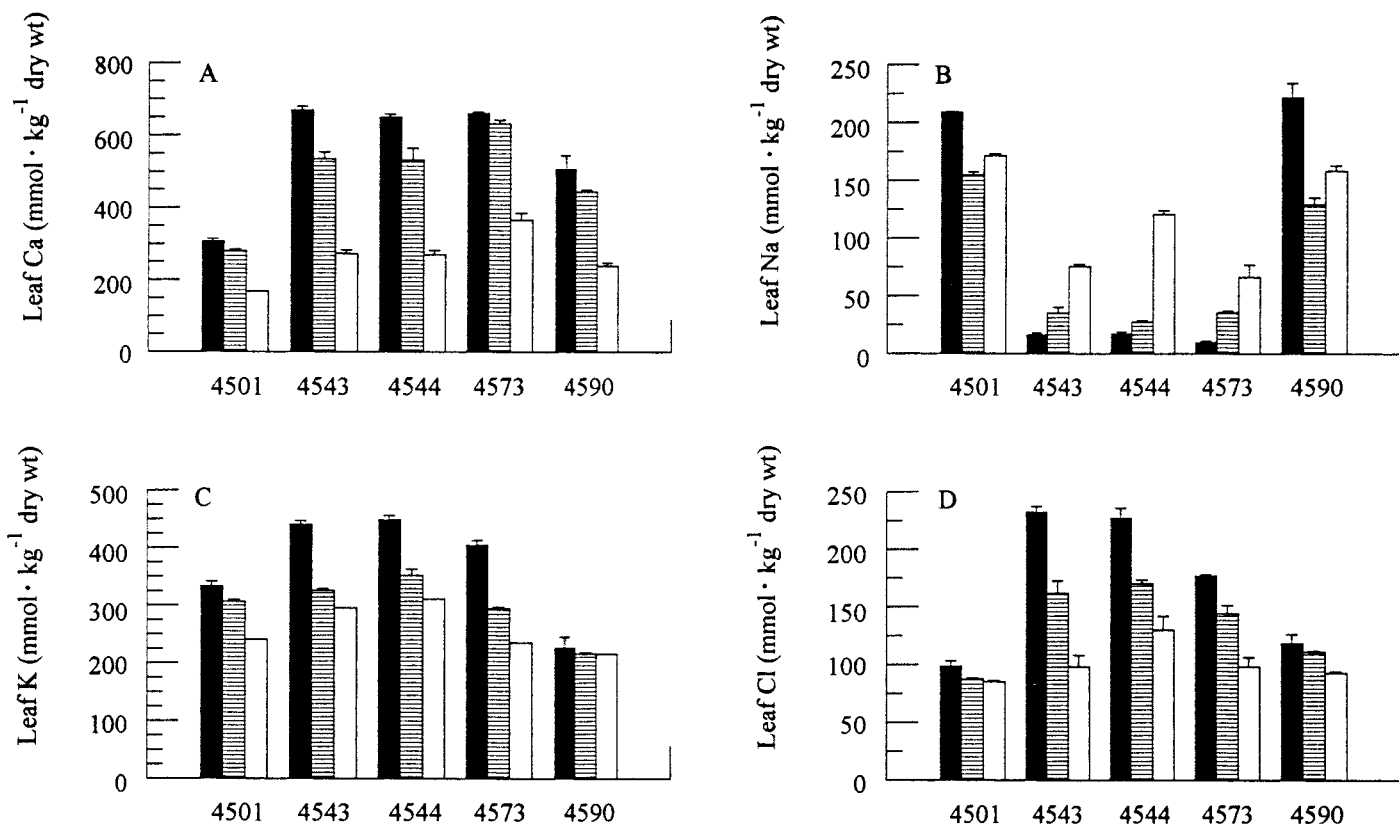 Leaf Ca (mmol · kg⁻¹ dry wt)
A
800
600
400
200
0
4501 4543 4544 4573 4590
Leaf Na (mmol · kg⁻¹ dry wt)
B
250
200
150
100
50
0
4501 4543 4544 4573 4590
Leaf K (mmol · kg⁻¹ dry wt)
C
500
400
300
200
100
0
4501 4543 4544 4573 4590
Leaf Cl (mmol · kg⁻¹ dry wt)
D
250
200
150
100
50
0
4501 4543 4544 4573 4590